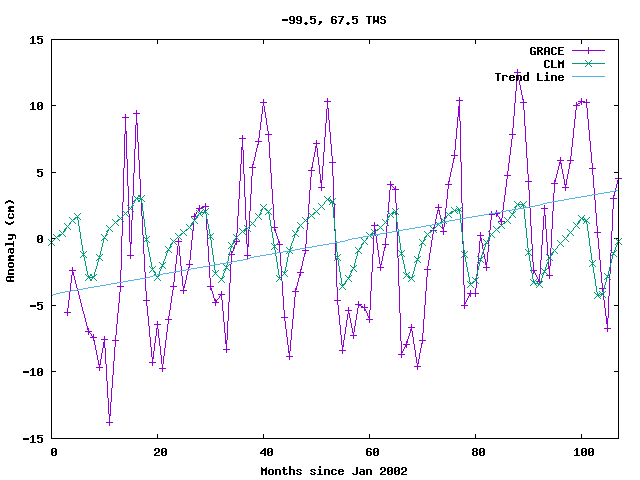 -99.5, 67.5 TWS
GRACE
CLM
Trend Line
15
10
5
0
-5
-10
-15
Anomaly (cm)
0 20 40 60 80 100
Months since Jan 2002